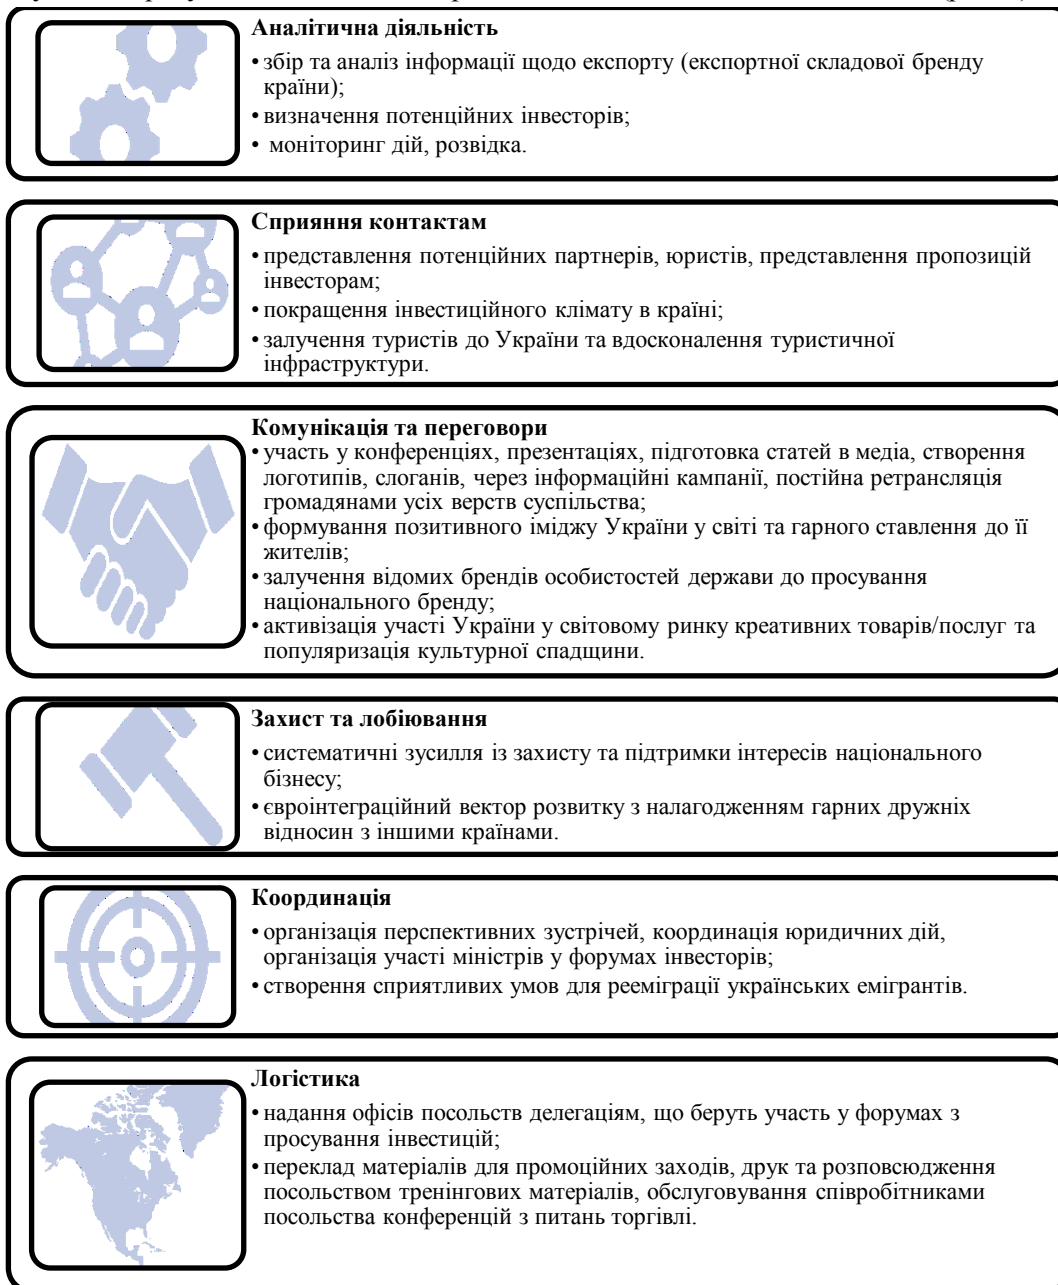 Аналітична діяльність
• збір та аналіз інформації щодо експорту (експортної складової бренду
країни);
• визначення потенційних інвесторів;
• моніторинг дій, розвідка.
Сприяння контактам
• представлення потенційних партнерів, юристів, представлення пропозицій
інвесторам;
• покращення інвестиційного клімату в країні;
• залучення туристів до України та вдосконалення туристичної
інфраструктури.
Комунікація та переговори
• участь у конференціях, презентаціях, підготовка статей в медіа, створення
логотипів, слоганів, через інформаційні кампанії, постійна ретрансляція
громадянами усіх верств суспільства;
• формування позитивного іміджу України у світі та гарного ставлення до її
жителів;
• залучення відомих брендів особистостей держави до просування
національного бренду;
• активізація участі України у світовому ринку креативних товарів/послуг та
популяризація культурної спадщини.
Захист та лобіювання
• систематичні зусилля із захисту та підтримки інтересів національного
бізнесу;
• євроінтеграційний вектор розвитку з налагодженням гарних дружніх
відносин з іншими країнами.
Координація
• організація перспективних зустрічей, координація юридичних дій,
організація участі міністрів у форумах інвесторів;
• створення сприятливих умов для рееміграції українських емігрантів.
Логістика
• надання офісів посольств делегаціям, що беруть участь у форумах з
просування інвестицій;
• переклад матеріалів для промоційних заходів, друк та розповсюдження
посольством тренінгових матеріалів, обслуговування співробітниками
посольства конференцій з питань торгівлі.